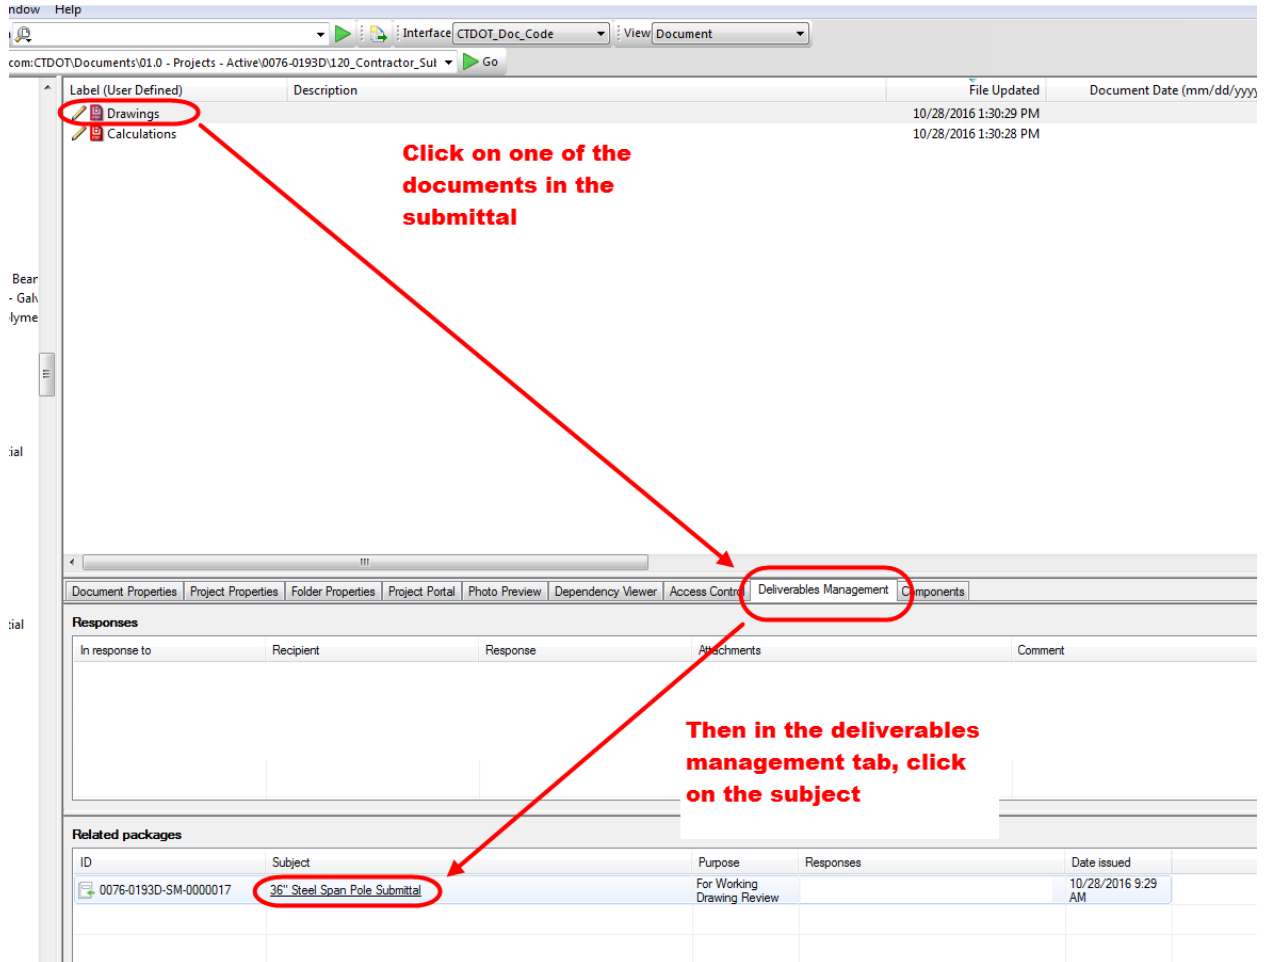 ndow Help
Interface CTDOT_Doc_Code View Document
com:CTDOT\Documents\01.0 - Projects - Active\0076-0193D\120_Contractor_Sul Go
Label (User Defined) Description File Updated Document Date (mm/dd/yyyy
Drawings 10/28/2016 1:30:29 PM
Calculations 10/28/2016 1:30:28 PM
Click on one of the
documents in the
submittal
Bear
- Galv
lyme
ial
Document Properties Project Properties Folder Properties Project Portal Photo Preview Dependency Viewer Access Control Deliverables Management Components
Responses
ial
In response to Recipient Response Attachments Comment
Then in the deliverables
management tab, click
on the subject
Related packages
ID Subject Purpose Responses Date issued
0076-0193D-SM-0000017 36" Steel Span Pole Submittal For Working 10/28/2016 9:29
Drawing Review AM